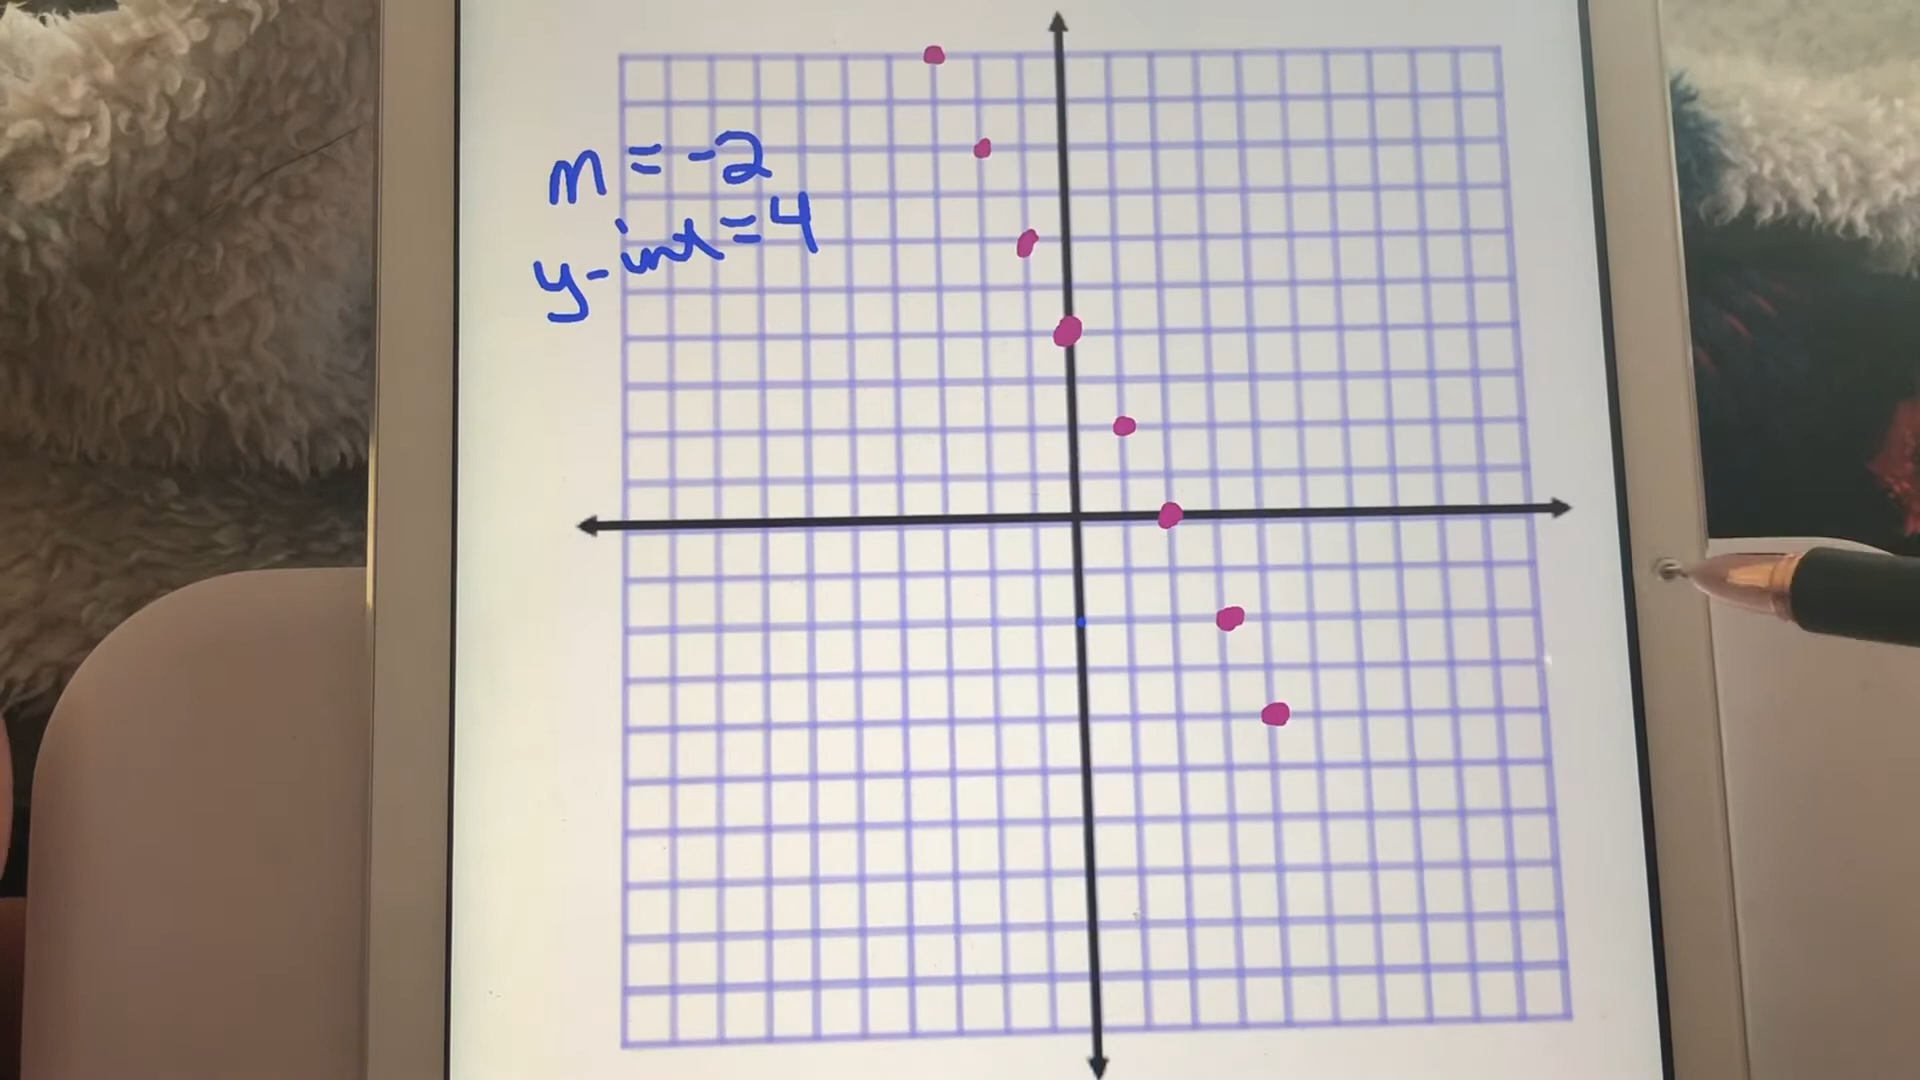 m = -2
y-int = 4